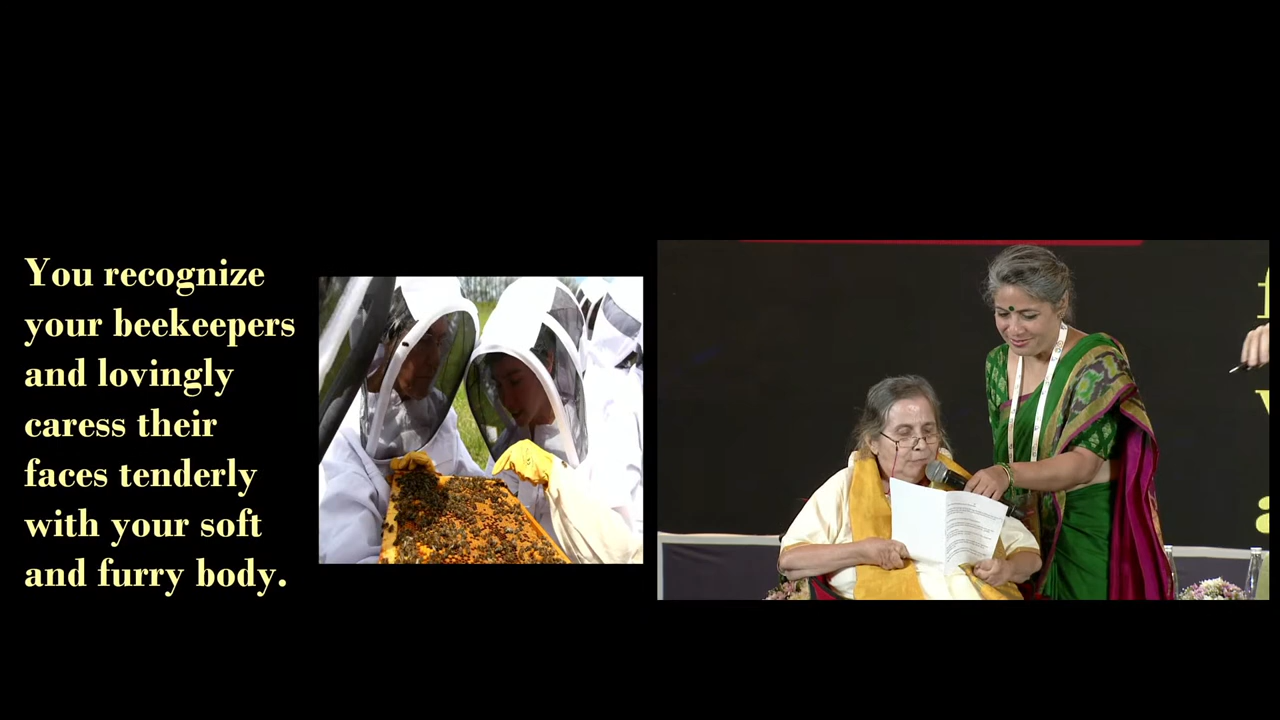 You recognize
your beekeepers
and lovingly
caress their
faces tenderly
with your soft
and furry body.